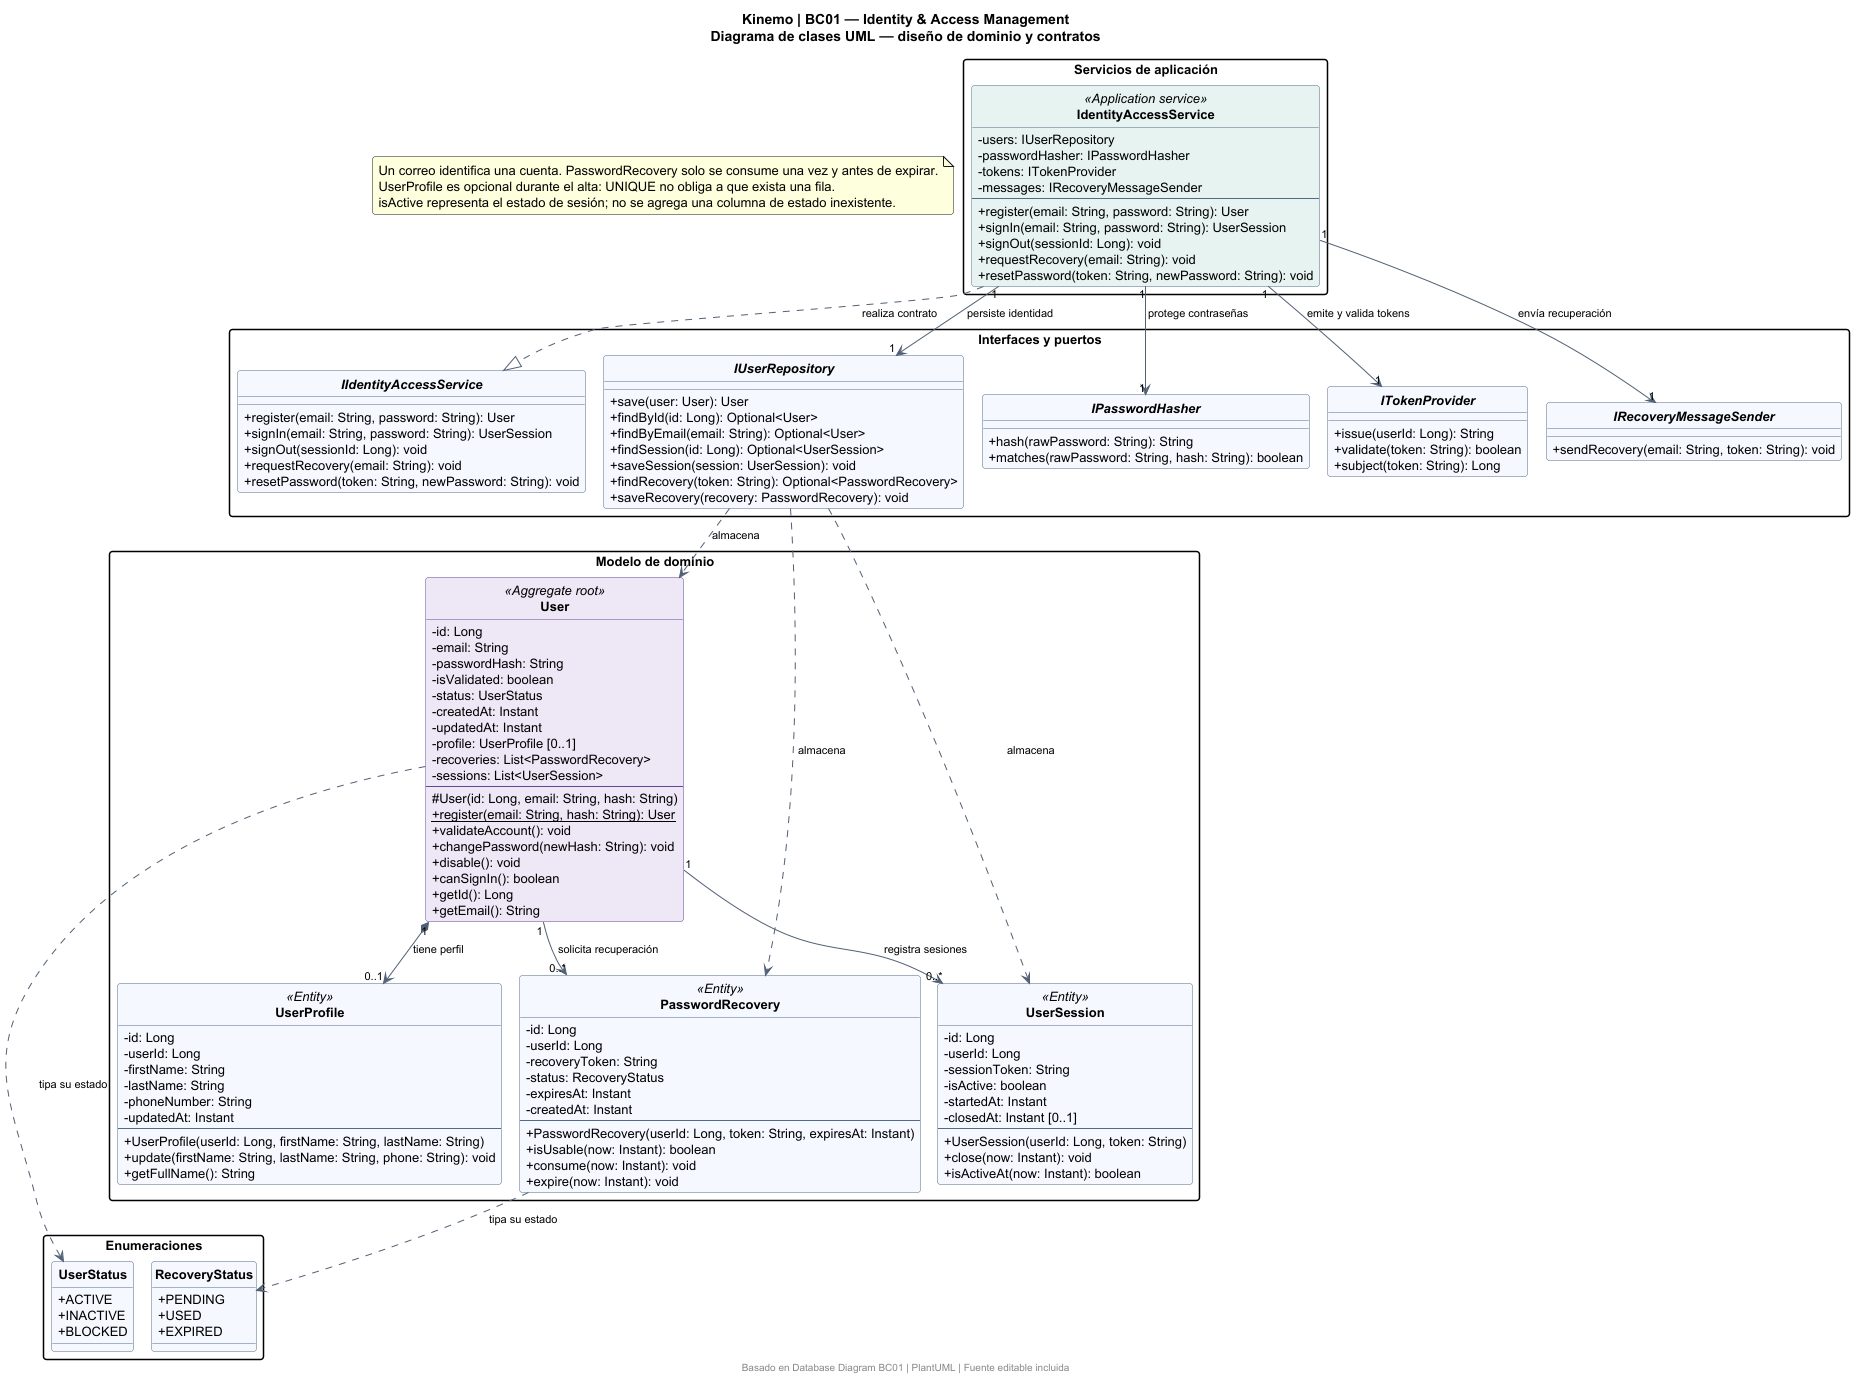 Kinemo | BC01 — Identity & Access Management
Diagrama de clases UML — diseño de dominio y contratos
Servicios de aplicación
«Application service»
IdentityAccessService
-users: IUserRepository
-passwordHasher: IPasswordHasher
-tokens: ITokenProvider
-messages: IRecoveryMessageSender
+register(email: String, password: String): User
+signIn(email: String, password: String): UserSession
+signOut(sessionId: Long): void
+requestRecovery(email: String): void
+resetPassword(token: String, newPassword: String): void
Un correo identifica una cuenta. PasswordRecovery solo se consume una vez y antes de expirar.
UserProfile es opcional durante el alta: UNIQUE no obliga a que exista una fila.
isActive representa el estado de sesión; no se agrega una columna de estado inexistente.
1
1
1
1
realiza contrato
persiste identidad
protege contraseñas
emite y valida tokens
envía recuperación
1
1
1
1
Interfaces y puertos
IIdentityAccessService
+register(email: String, password: String): User
+signIn(email: String, password: String): UserSession
+signOut(sessionId: Long): void
+requestRecovery(email: String): void
+resetPassword(token: String, newPassword: String): void
IUserRepository
+save(user: User): User
+findById(id: Long): Optional<User>
+findByEmail(email: String): Optional<User>
+findSession(id: Long): Optional<UserSession>
+saveSession(session: UserSession): void
+findRecovery(token: String): Optional<PasswordRecovery>
+saveRecovery(recovery: PasswordRecovery): void
IPasswordHasher
+hash(rawPassword: String): String
+matches(rawPassword: String, hash: String): boolean
ITokenProvider
+issue(userId: Long): String
+validate(token: String): boolean
+subject(token: String): Long
IRecoveryMessageSender
+sendRecovery(email: String, token: String): void
almacena
almacena
almacena
Modelo de dominio
«Aggregate root»
User
-id: Long
-email: String
-passwordHash: String
-isValidated: boolean
-status: UserStatus
-createdAt: Instant
-updatedAt: Instant
-profile: UserProfile [0..1]
-recoveries: List<PasswordRecovery>
-sessions: List<UserSession>
#User(id: Long, email: String, hash: String)
+register(email: String, hash: String): User
+validateAccount(): void
+changePassword(newHash: String): void
+disable(): void
+canSignIn(): boolean
+getId(): Long
+getEmail(): String
1
1
1
tiene perfil
solicita recuperación
registra sesiones
0..1
0..*
«Entity»
UserProfile
-id: Long
-userId: Long
-firstName: String
-lastName: String
-phoneNumber: String
-updatedAt: Instant
+UserProfile(userId: Long, firstName: String, lastName: String)
+update(firstName: String, lastName: String, phone: String): void
+getFullName(): String
«Entity»
PasswordRecovery
-id: Long
-userId: Long
-recoveryToken: String
-status: RecoveryStatus
-expiresAt: Instant
-createdAt: Instant
+PasswordRecovery(userId: Long, token: String, expiresAt: Instant)
+isUsable(now: Instant): boolean
+consume(now: Instant): void
+expire(now: Instant): void
«Entity»
UserSession
-id: Long
-userId: Long
-sessionToken: String
-isActive: boolean
-startedAt: Instant
-closedAt: Instant [0..1]
+UserSession(userId: Long, token: String)
+close(now: Instant): void
+isActiveAt(now: Instant): boolean
tipa su estado
tipa su estado
Enumeraciones
UserStatus
+ACTIVE
+INACTIVE
+BLOCKED
RecoveryStatus
+PENDING
+USED
+EXPIRED
Basado en Database Diagram BC01 | PlantUML | Fuente editable incluida